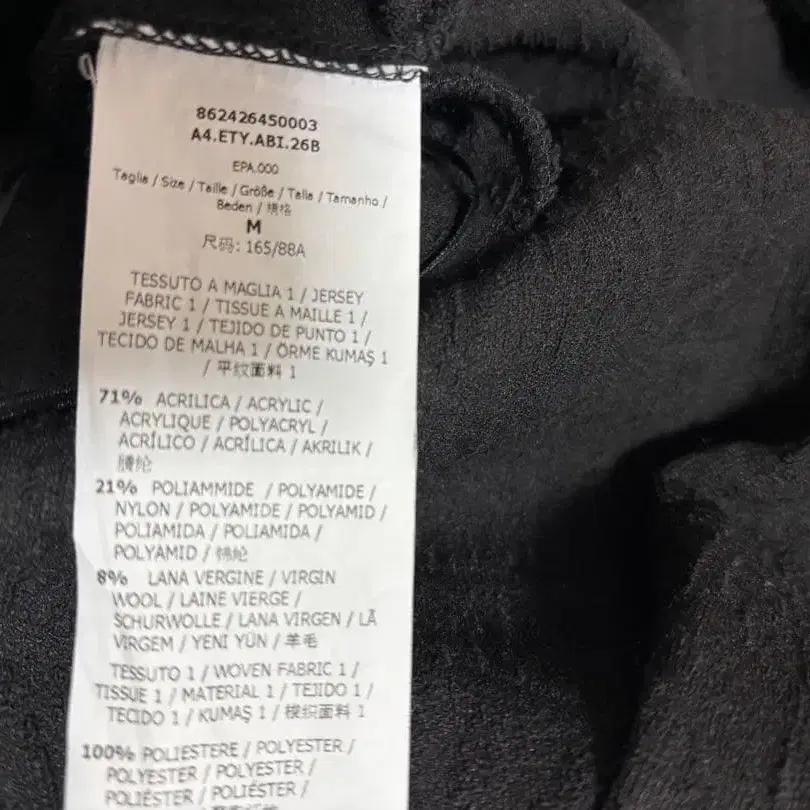 862426450003
A4.ETY.ABI.26B
EPA.000
Taglia / Size / Taille / Größe / Talla / Tamanho /
Beden / 规格
M
尺码: 165/88A
TESSUTO A MAGLIA 1 / JERSEY
FABRIC 1 / TISSUE A MAILLE 1 /
JERSEY 1 / TEJIDO DE PUNTO 1 /
TECIDO DE MALHA 1 / ÖRME KUMAŞ 1
/ 平纹面料 1
71% ACRILICA / ACRYLIC /
ACRYLIQUE / POLYACRYL /
ACRÍLICO / ACRÍLICA / AKRILIK /
腈纶
21% POLIAMMIDE / POLYAMIDE /
NYLON / POLYAMIDE / POLYAMID /
POLIAMIDA / POLIAMIDA /
POLYAMID / 锦纶
8% LANA VERGINE / VIRGIN
WOOL / LAINE VIERGE /
SCHURWOLLE / LANA VIRGEN / LÃ
VIRGEM / YENI YÜN / 羊毛
TESSUTO 1 / WOVEN FABRIC 1 /
TISSUE 1 / MATERIAL 1 / TEJIDO 1 /
TECIDO 1 / KUMAŞ 1 / 梭织面料 1
100% POLIESTERE / POLYESTER /
POLYESTER / POLYESTER /
POLIÉSTER / POLIÉSTER /